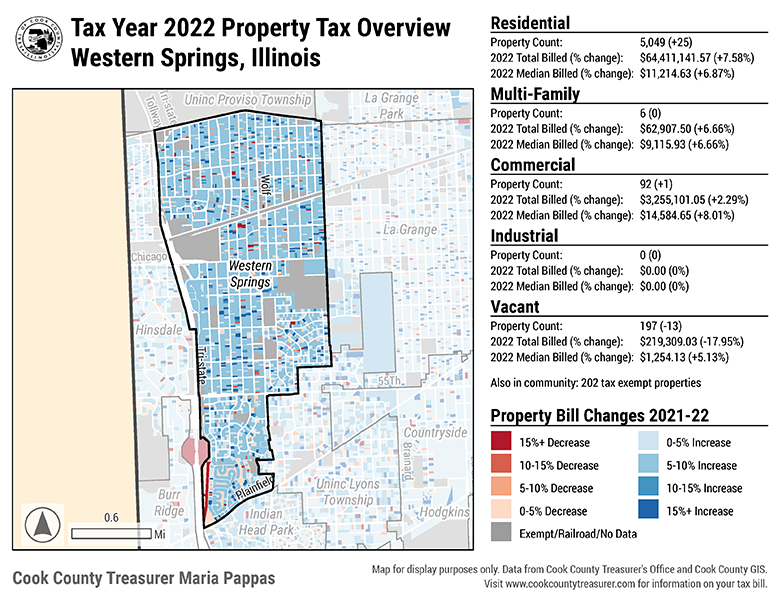 Tax Year 2022 Property Tax Overview
Western Springs, Illinois
Tri-state
Tollway
Uninc Proviso Township
La Grange
Park
Wolf
La Grange
Chicago
Western
Springs
Hinsdale
Tri-state
55Th
Countryside
Brainard
Plainfield
Uninc Lyons
Township
Burr
Ridge
Indian
Head Park
Hodgkins
0.6
Mi
Residential
Property Count: 5,049 (+25)
2022 Total Billed (% change): $64,411,141.57 (+7.58%)
2022 Median Billed (% change): $11,214.63 (+6.87%)
Multi-Family
Property Count: 6 (0)
2022 Total Billed (% change): $62,907.50 (+6.66%)
2022 Median Billed (% change): $9,115.93 (+6.66%)
Commercial
Property Count: 92 (+1)
2022 Total Billed (% change): $3,255,101.05 (+2.29%)
2022 Median Billed (% change): $14,584.65 (+8.01%)
Industrial
Property Count: 0 (0)
2022 Total Billed (% change): $0.00 (0%)
2022 Median Billed (% change): $0.00 (0%)
Vacant
Property Count: 197 (-13)
2022 Total Billed (% change): $219,309.03 (-17.95%)
2022 Median Billed (% change): $1,254.13 (+5.13%)
Also in community: 202 tax exempt properties
Property Bill Changes 2021-22
15%+ Decrease
0-5% Increase
10-15% Decrease
5-10% Increase
5-10% Decrease
10-15% Increase
0-5% Decrease
15%+ Increase
Exempt/Railroad/No Data
Cook County Treasurer Maria Pappas
Map for display purposes only. Data from Cook County Treasurer's Office and Cook County GIS.
Visit www.cookcountytreasurer.com for information on your tax bill.